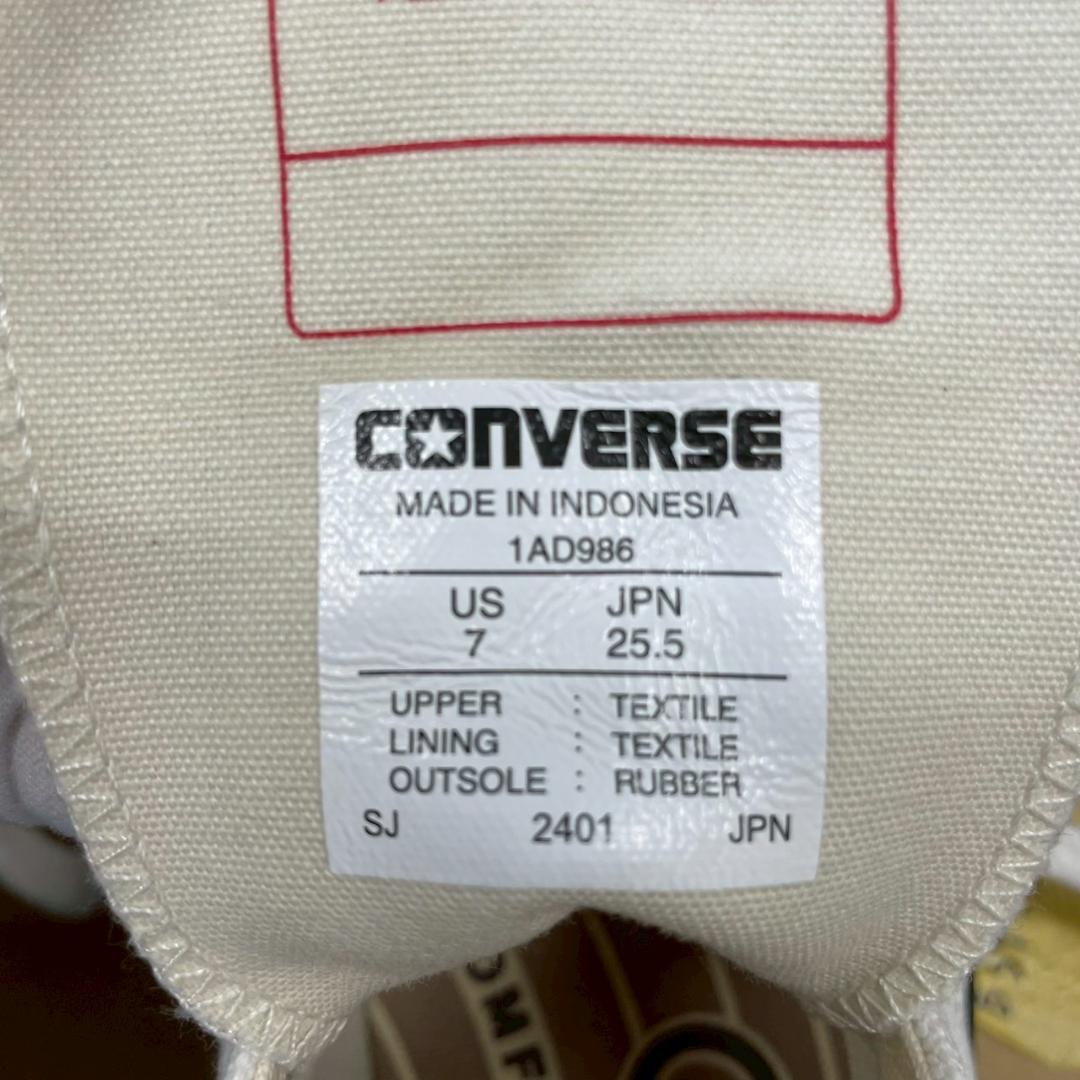 CONVERSE
MADE IN INDONESIA
1AD986
US JPN
7 25.5
UPPER : TEXTILE
LINING : TEXTILE
OUTSOLE : RUBBER
SJ 2401 JPN
OMF